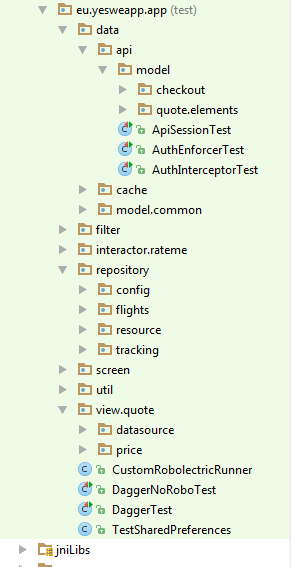 eu.yesweapp.app (test)
data
api
model
checkout
quote.elements
ApiSessionTest
AuthEnforcerTest
AuthInterceptorTest
cache
model.common
filter
interactor.rateme
repository
config
flights
resource
tracking
screen
util
view.quote
datasource
price
CustomRobolectricRunner
DaggerNoRoboTest
DaggerTest
TestSharedPreferences
jniLibs